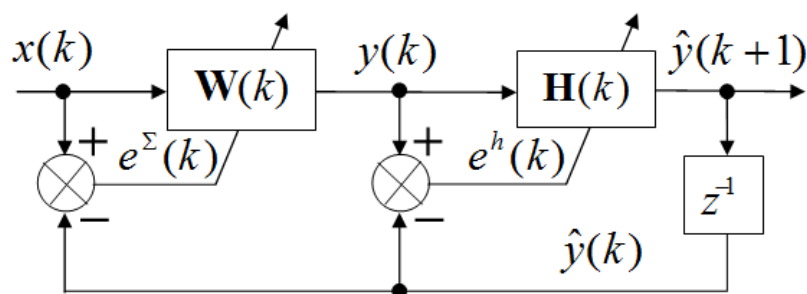 x(k) W(k) y(k) H(k) ŷ(k+1)
+ e^Σ(k) + e^h(k) z^-1
− − ŷ(k)